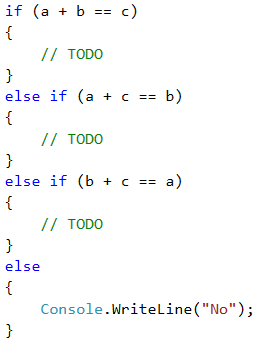 if (a + b == c)
{
    // TODO
}
else if (a + c == b)
{
    // TODO
}
else if (b + c == a)
{
    // TODO
}
else
{
    Console.WriteLine("No");
}